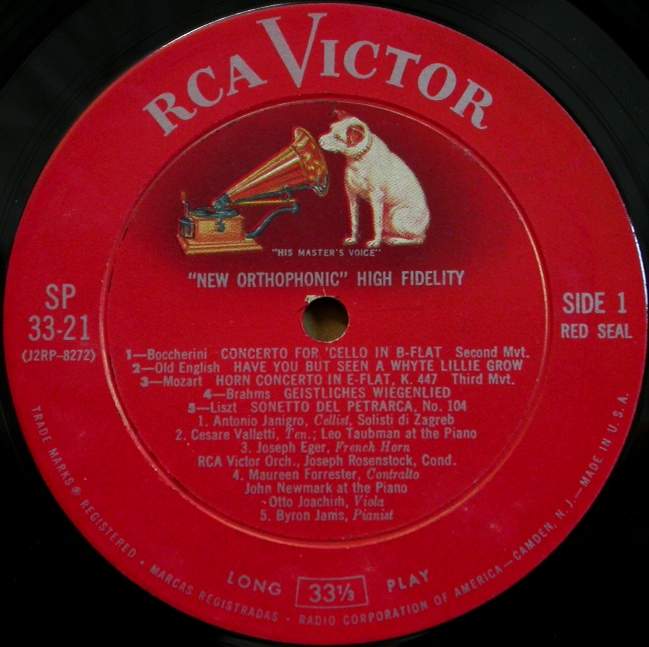 RCA VICTOR
"HIS MASTER'S VOICE"
"NEW ORTHOPHONIC" HIGH FIDELITY
SP
33-21
(J2RP-8272)
SIDE 1
RED SEAL
1—Boccherini CONCERTO FOR 'CELLO IN B-FLAT Second Mvt.
2—Old English HAVE YOU BUT SEEN A WHYTE LILLIE GROW
3—Mozart HORN CONCERTO IN E-FLAT, K. 447 Third Mvt.
4—Brahms GEISTLICHES WIEGENLIED
5—Liszt SONETTO DEL PETRARCA, No. 104
1. Antonio Janigro, Cellist, Solisti di Zagreb
2. Cesare Valletti, Ten.; Leo Taubman at the Piano
3. Joseph Eger, French Horn
RCA Victor Orch., Joseph Rosenstock, Cond.
4. Maureen Forrester, Contralto
John Newmark at the Piano
Otto Joachim, Viola
5. Byron Janis, Pianist
LONG 33⅓ PLAY
TRADE MARKS ® REGISTERED • MARCAS REGISTRADAS • RADIO CORPORATION OF AMERICA—CAMDEN, N. J.—MADE IN U. S. A.